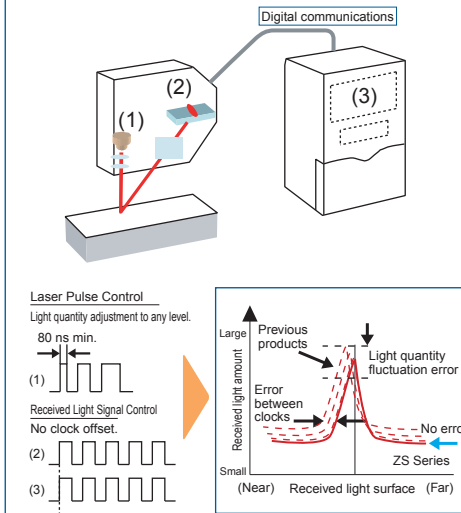 Digital communications
(1)
(2)
(3)
Laser Pulse Control
Light quantity adjustment to any level.
80 ns min.
(1)
Received Light Signal Control
No clock offset.
(2)
(3)
Received light amount
Large
Small
Previous
products
Light quantity
fluctuation error
Error
between
clocks
No erro
ZS Series
(Near)
Received light surface
(Far)